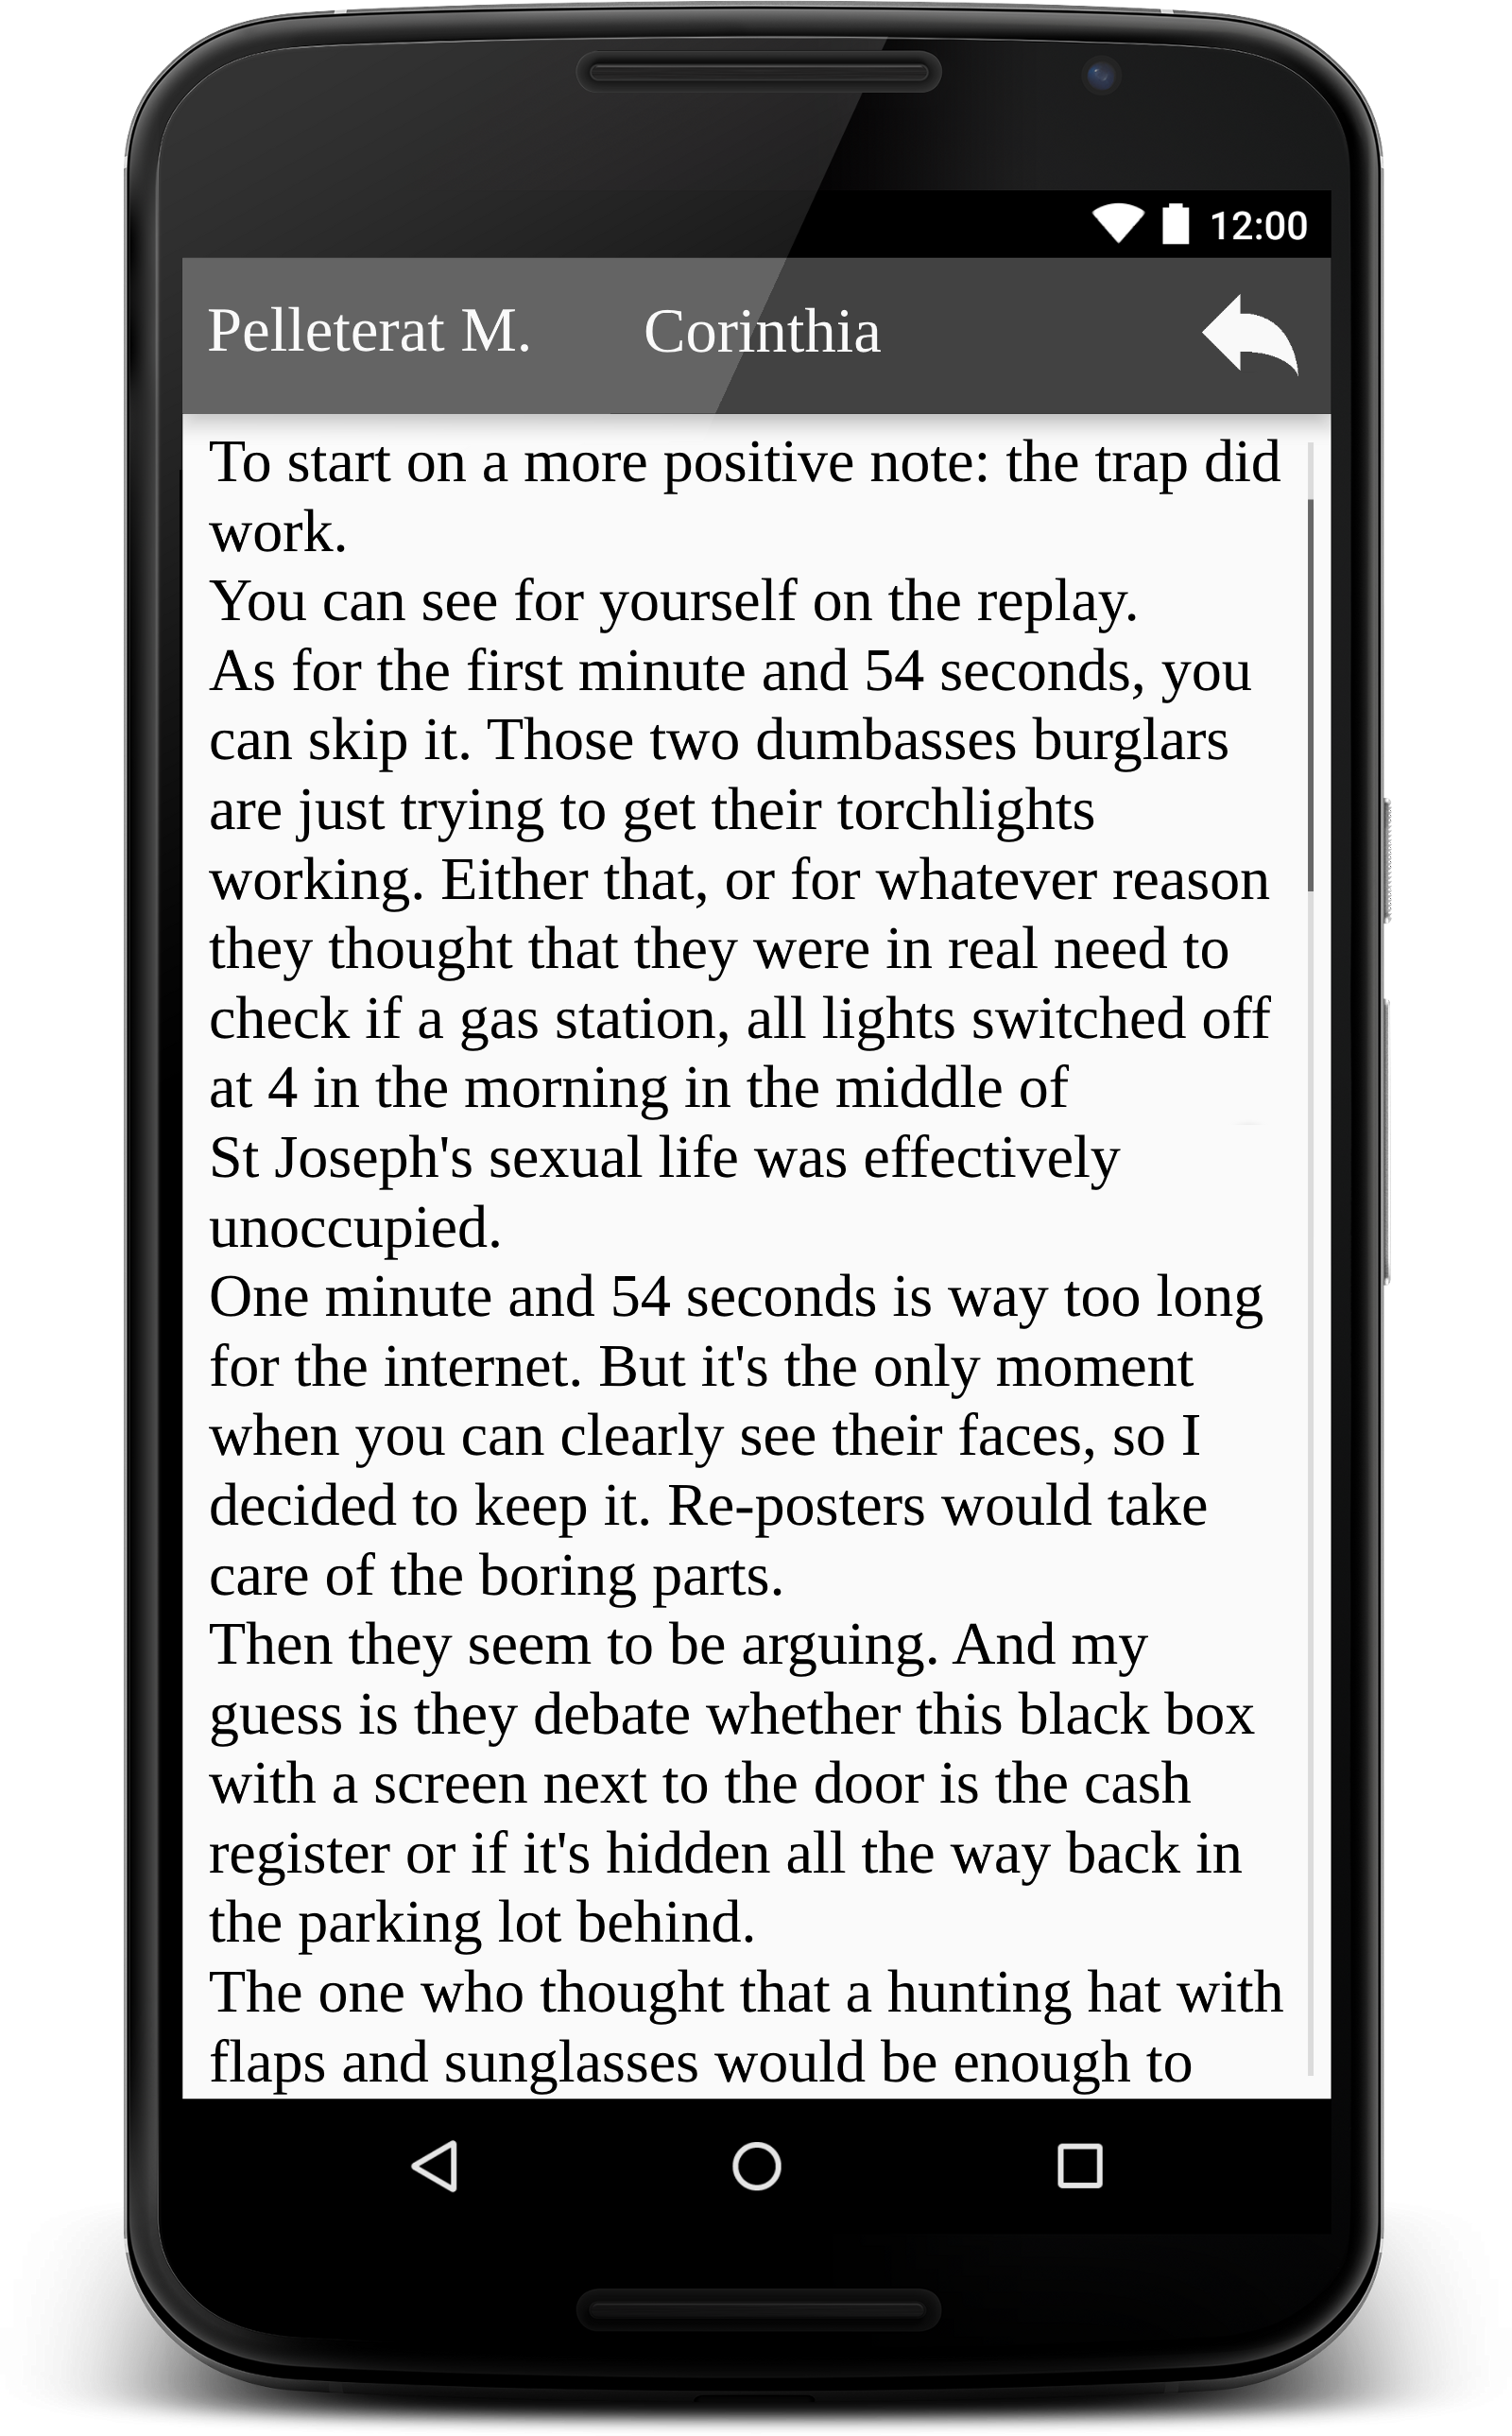 12:00
Pelleterat M. Corinthia
To start on a more positive note: the trap did
work.
You can see for yourself on the replay.
As for the first minute and 54 seconds, you
can skip it. Those two dumbasses burglars
are just trying to get their torchlights
working. Either that, or for whatever reason
they thought that they were in real need to
check if a gas station, all lights switched off
at 4 in the morning in the middle of
St Joseph's sexual life was effectively
unoccupied.
One minute and 54 seconds is way too long
for the internet. But it's the only moment
when you can clearly see their faces, so I
decided to keep it. Re-posters would take
care of the boring parts.
Then they seem to be arguing. And my
guess is they debate whether this black box
with a screen next to the door is the cash
register or if it's hidden all the way back in
the parking lot behind.
The one who thought that a hunting hat with
flaps and sunglasses would be enough to